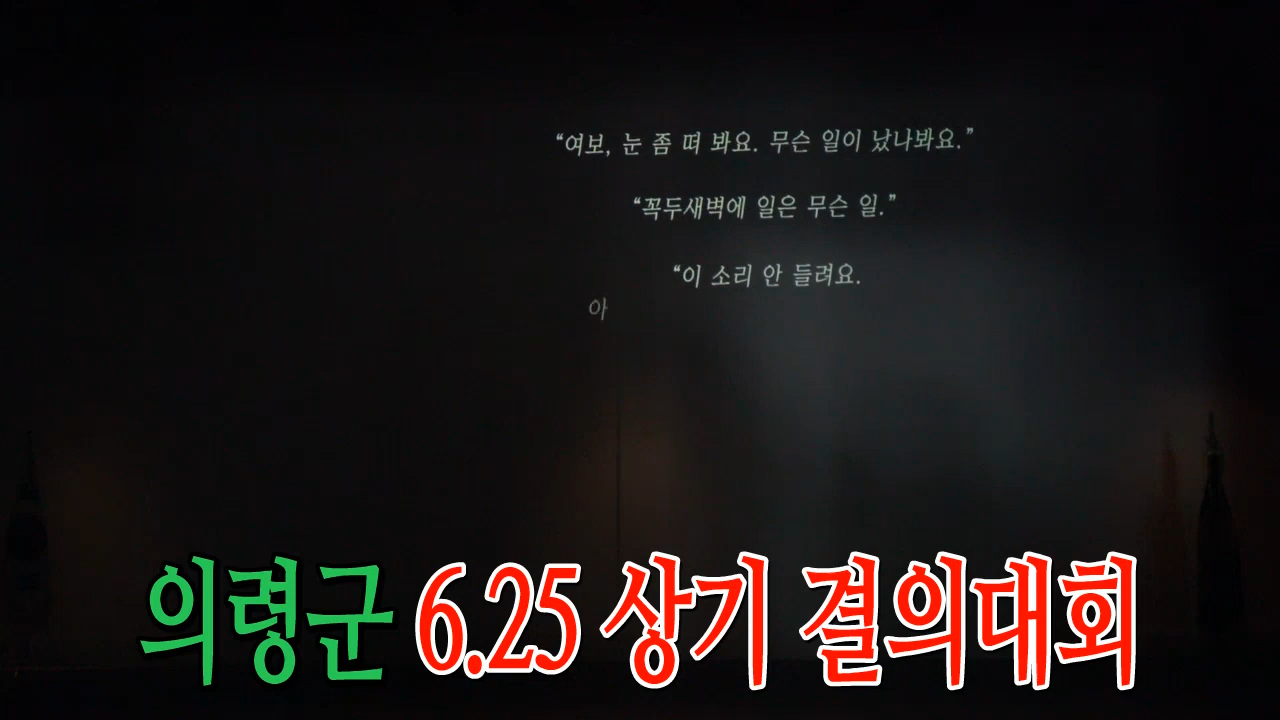 “여보, 눈 좀 떠 봐요. 무슨 일이 났나봐요.”
“꼭두새벽에 일은 무슨 일.”
“이 소리 안 들려요.
아
의령군 6.25 상기 결의대회